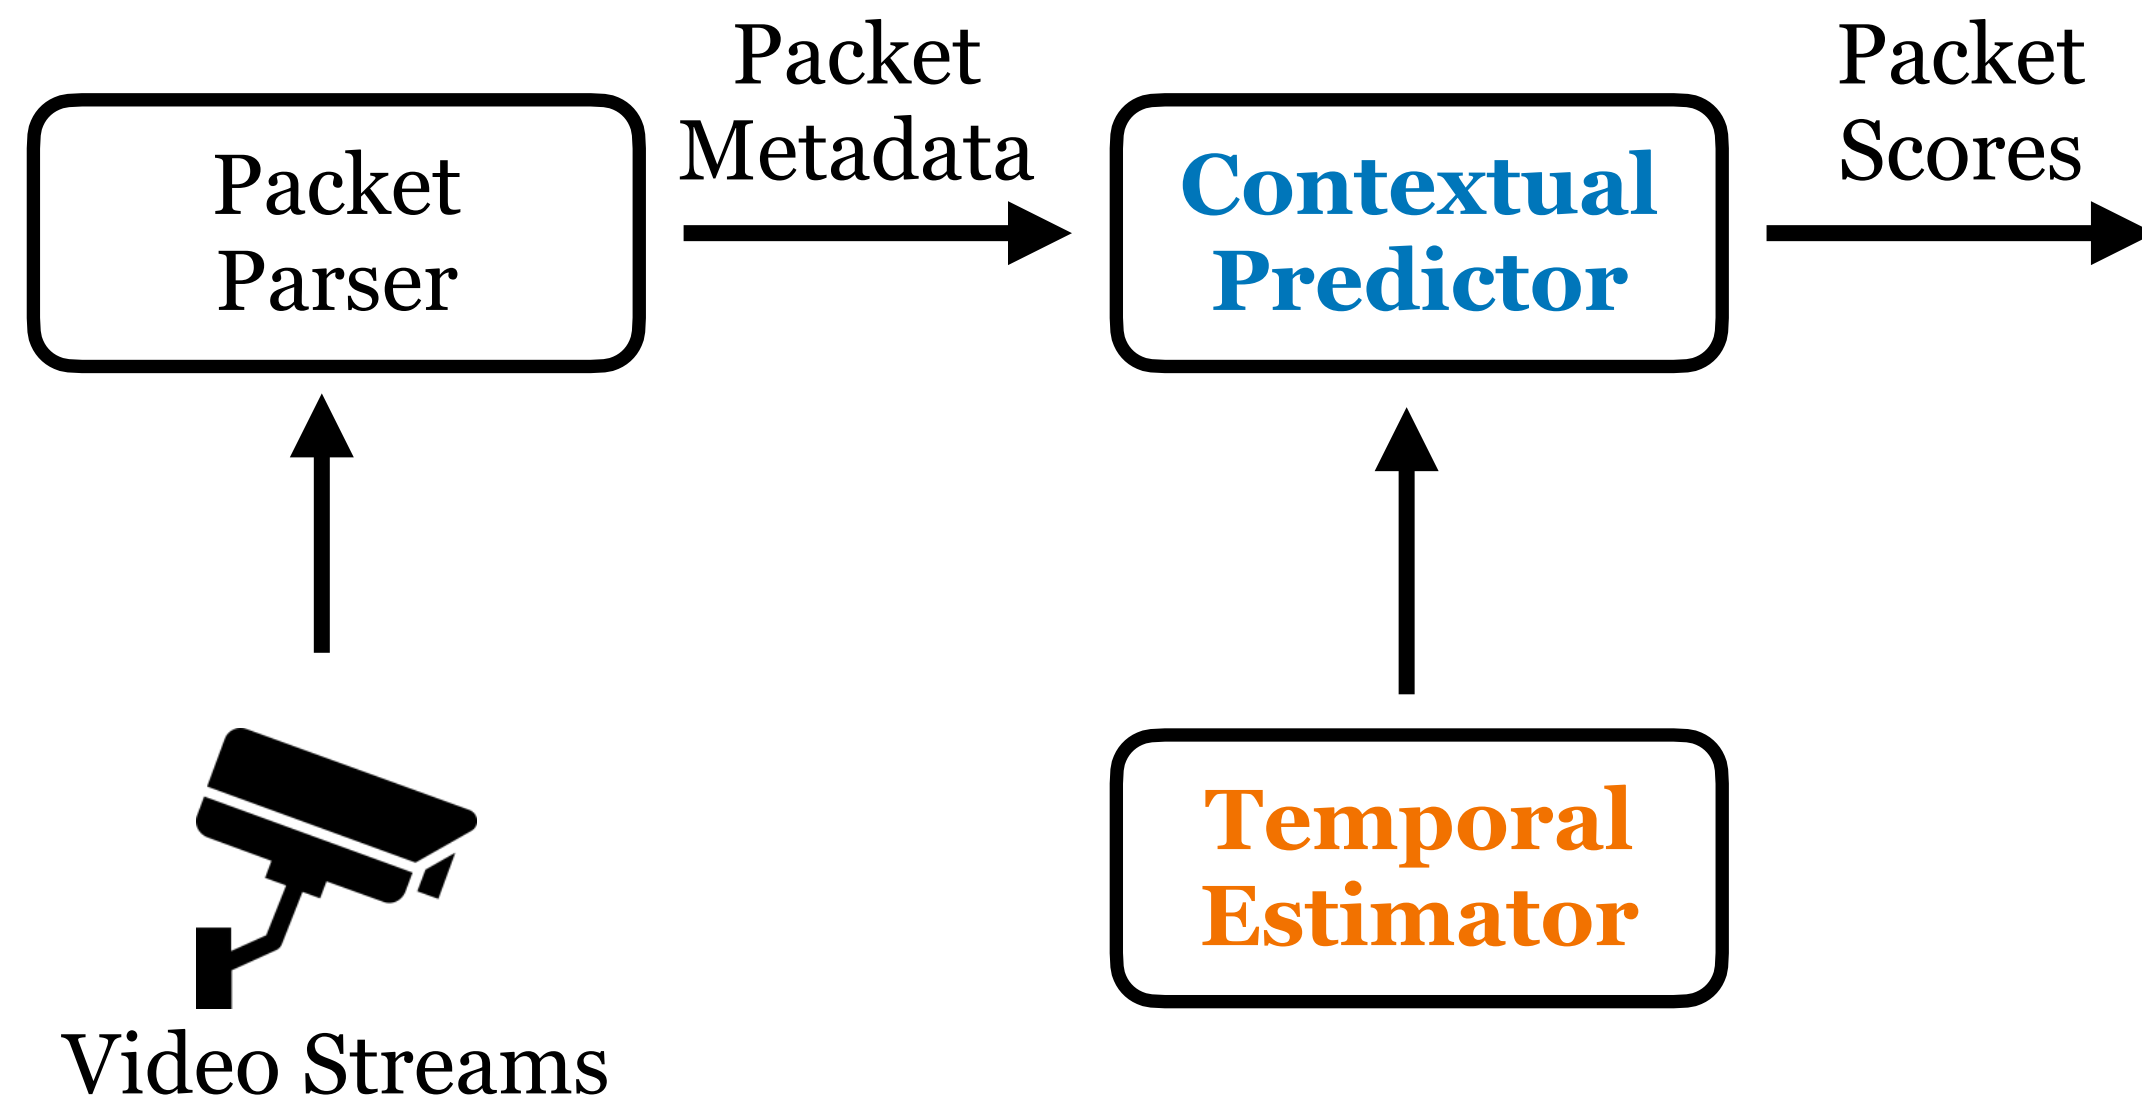 Packet
Parser
Packet
Metadata
Contextual
Predictor
Packet
Scores
Temporal
Estimator
Video Streams